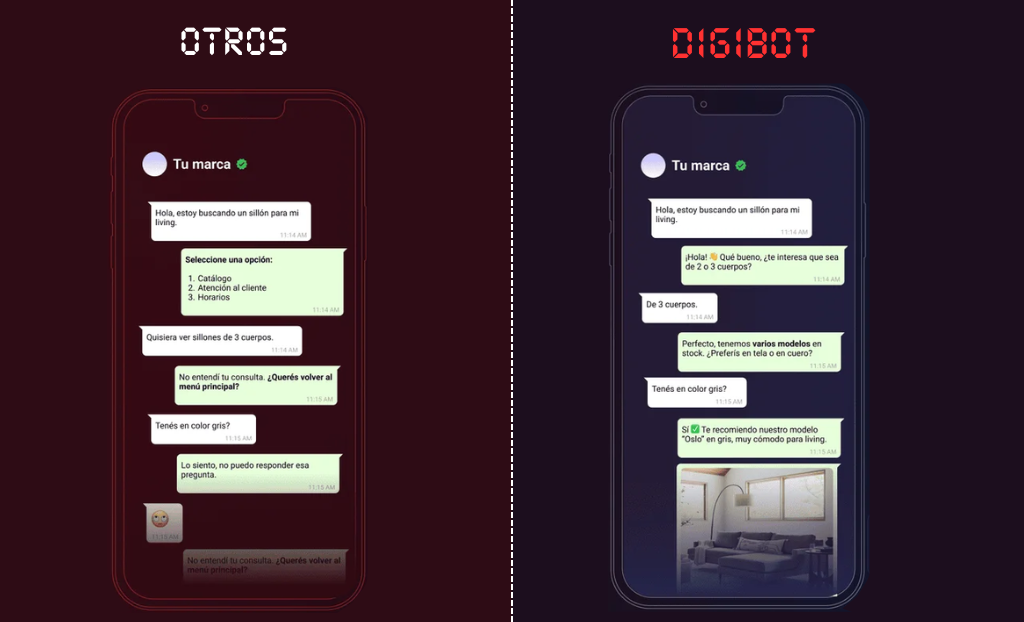 OTROS
Tu marca
Hola, estoy buscando un sillón para mi
living.
11:14 AM
Seleccione una opción:
1. Catálogo
2. Atención al cliente
3. Horarios
11:14 AM
Quisiera ver sillones de 3 cuerpos.
11:14 AM
No entendí tu consulta. ¿Querés volver al
menú principal?
11:15 AM
Tenés en color gris?
11:15 AM
Lo siento, no puedo responder esa
pregunta.
11:15 AM
11:15 AM
No entendí tu consulta. ¿Querés volver al
menú principal?
DIGIBOT
Tu marca
Hola, estoy buscando un sillón para mi
living.
11:14 AM
¡Hola! 👋 Qué bueno, ¿te interesa que sea
de 2 o 3 cuerpos?
11:14 AM
De 3 cuerpos.
11:14 AM
Perfecto, tenemos varios modelos en
stock. ¿Preferís en tela o en cuero?
11:15 AM
Tenés en color gris?
11:15 AM
Sí ✅ Te recomiendo nuestro modelo
"Oslo" en gris, muy cómodo para living.
11:15 AM